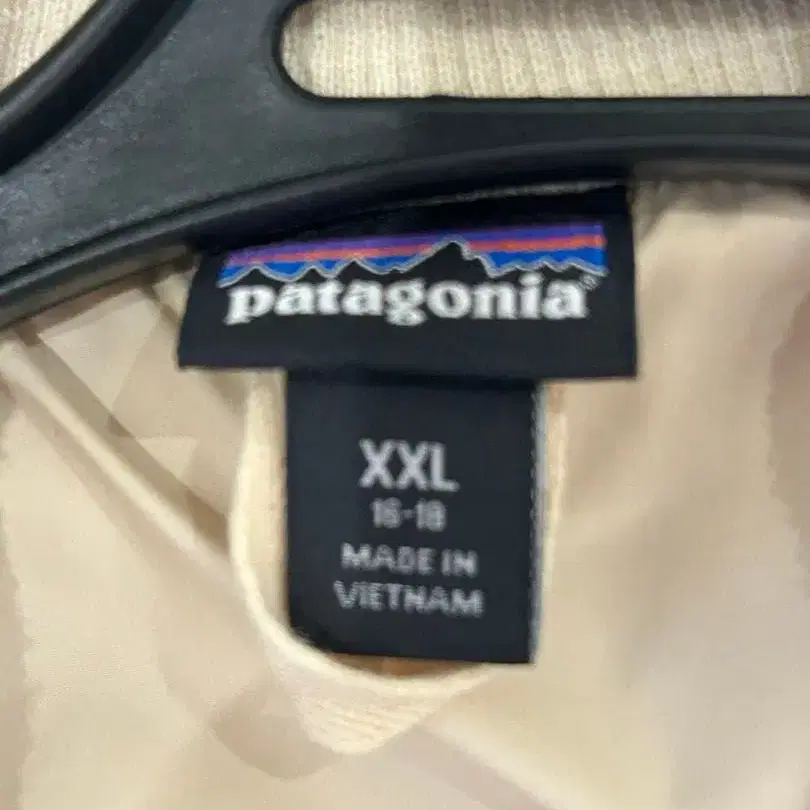 patagonia®
XXL
16-18
MADE IN
VIETNAM